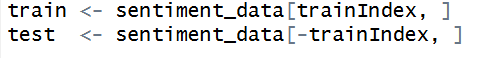 train <- sentiment_data[trainIndex, ]
test  <- sentiment_data[-trainIndex, ]